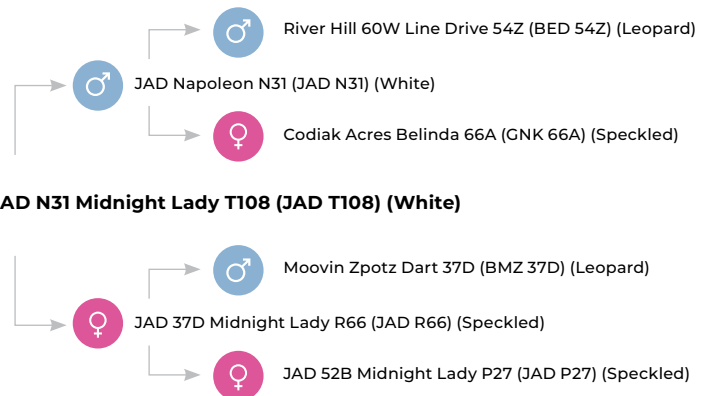 River Hill 60W Line Drive 54Z (BED 54Z) (Leopard)
JAD Napoleon N31 (JAD N31) (White)
Codiak Acres Belinda 66A (GNK 66A) (Speckled)
AD N31 Midnight Lady T108 (JAD T108) (White)
Moovin Zpotz Dart 37D (BMZ 37D) (Leopard)
JAD 37D Midnight Lady R66 (JAD R66) (Speckled)
JAD 52B Midnight Lady P27 (JAD P27) (Speckled)